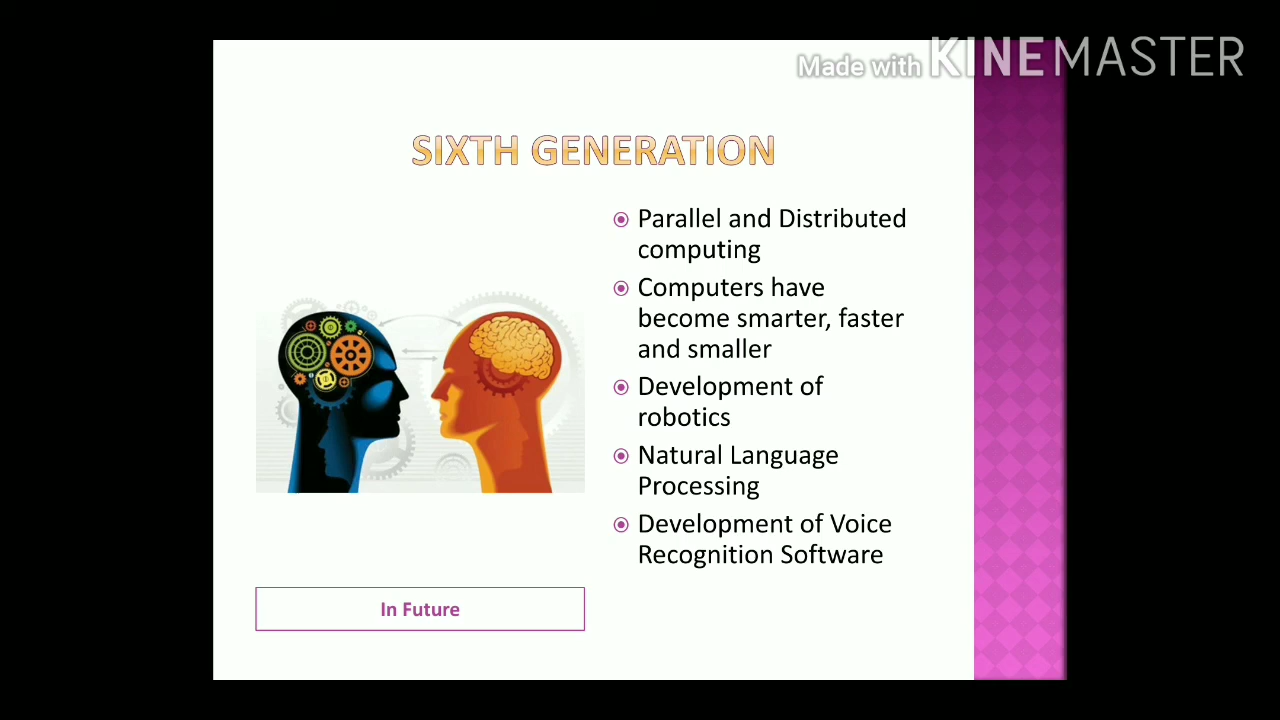 Made with KINEMASTER
SIXTH GENERATION
Parallel and Distributed
computing
Computers have
become smarter, faster
and smaller
Development of
robotics
Natural Language
Processing
Development of Voice
Recognition Software
In Future